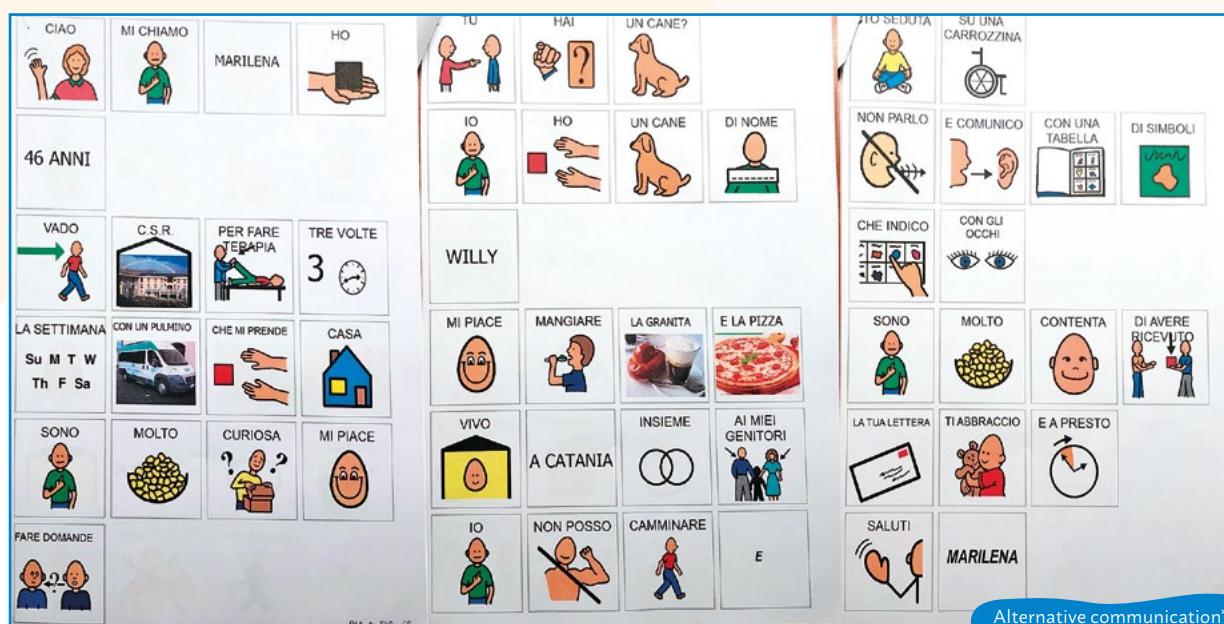 CIAO
MI CHIAMO
MARILENA
HO
46 ANNI
VADO
C.S.R.
PER FARE
TERAPIA
TRE VOLTE
3
LA SETTIMANA
Su M T W
Th F Sa
CON UN PULMINO
CHE MI PRENDE
CASA
SONO
MOLTO
CURIOSA
? ?
MI PIACE
FARE DOMANDE
?
TU
HAI
?
UN CANE?
IO
HO
UN CANE
DI NOME
WILLY
MI PIACE
MANGIARE
LA GRANITA
E LA PIZZA
VIVO
A CATANIA
INSIEME
AI MIEI
GENITORI
IO
NON POSSO
CAMMINARE
E
SEDUTA
SU UNA
CARROZZINA
NON PARLO
E COMUNICO
CON UNA
TABELLA
DI SIMBOLI
CHE INDICO
CON GLI
OCCHI
SONO
MOLTO
CONTENTA
DI AVERE
RICEVUTO
LA TUA LETTERA
TI ABBRACCIO
E A PRESTO
SALUTI
MARILENA
Alternative communication